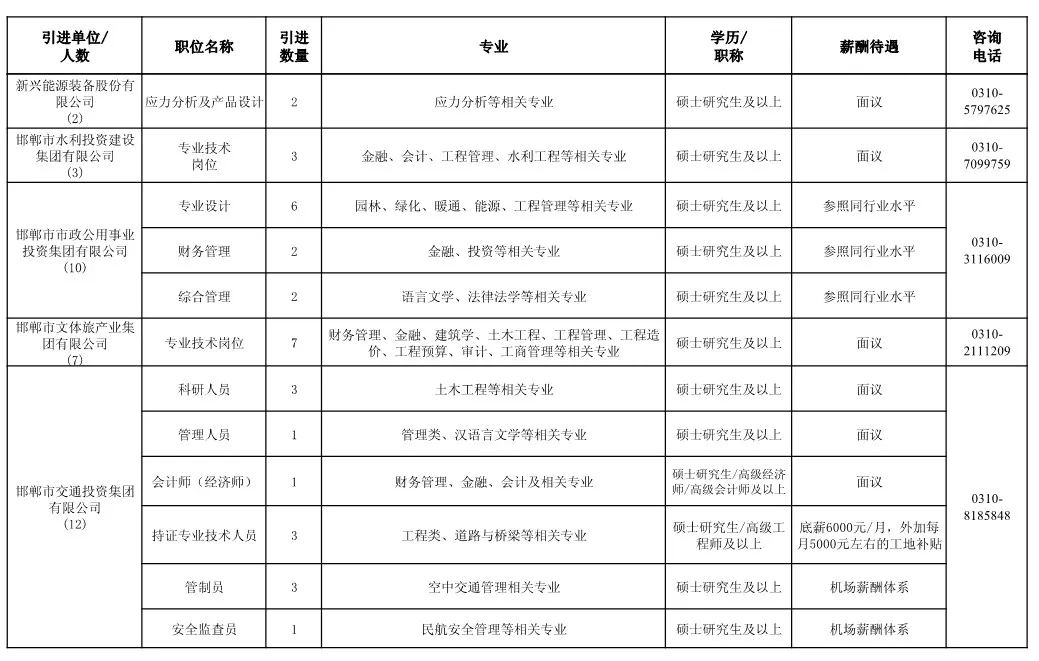 引进单位/
人数
职位名称
引进
数量
专业
学历/
职称
薪酬待遇
咨询
电话
新兴能源装备股份有
限公司
(2)
应力分析及产品设计
2
应力分析等相关专业
硕士研究生及以上
面议
0310-
5797625
邯郸市水利投资建设
集团有限公司
(3)
专业技术
岗位
3
金融、会计、工程管理、水利工程等相关专业
硕士研究生及以上
面议
0310-
7099759
邯郸市市政公用事业
投资集团有限公司
(10)
专业设计
6
园林、绿化、暖通、能源、工程管理等相关专业
硕士研究生及以上
参照同行业水平
0310-
3116009
财务管理
2
金融、投资等相关专业
硕士研究生及以上
参照同行业水平
综合管理
2
语言文学、法律法学等相关专业
硕士研究生及以上
参照同行业水平
邯郸市文体旅产业集
团有限公司
(7)
专业技术岗位
7
财务管理、金融、建筑学、土木工程、工程管理、工程造
价、工程预算、审计、工商管理等相关专业
硕士研究生及以上
面议
0310-
2111209
邯郸市交通投资集团
有限公司
(12)
科研人员
3
土木工程等相关专业
硕士研究生及以上
面议
0310-
8185848
管理人员
1
管理类、汉语言文学等相关专业
硕士研究生及以上
面议
会计师（经济师）
1
财务管理、金融、会计及相关专业
硕士研究生/高级经济
师/高级会计师及以上
面议
持证专业技术人员
3
工程类、道路与桥梁等相关专业
硕士研究生/高级工
程师及以上
底薪6000元/月，外加每
月5000元左右的工地补贴
管制员
3
空中交通管理相关专业
硕士研究生及以上
机场薪酬体系
安全监查员
1
民航安全管理等相关专业
硕士研究生及以上
机场薪酬体系